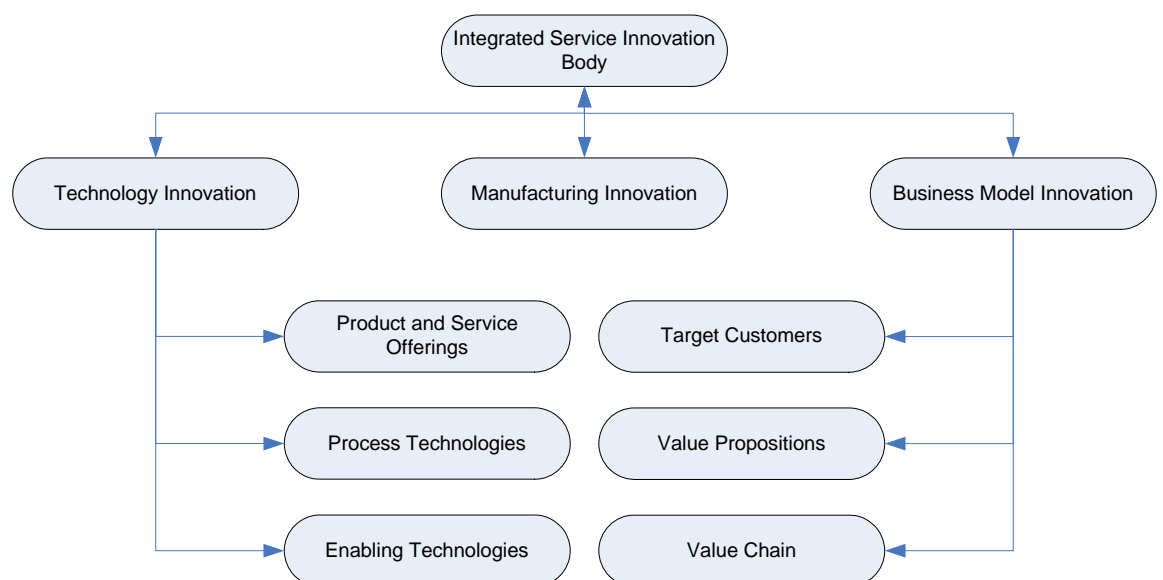 Integrated Service Innovation
Body
Technology Innovation
Manufacturing Innovation
Business Model Innovation
Product and Service
Offerings
Target Customers
Process Technologies
Value Propositions
Enabling Technologies
Value Chain